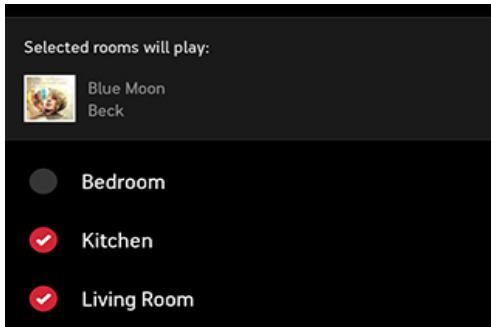 Selected rooms will play:
Blue Moon
Beck
Bedroom
Kitchen
Living Room